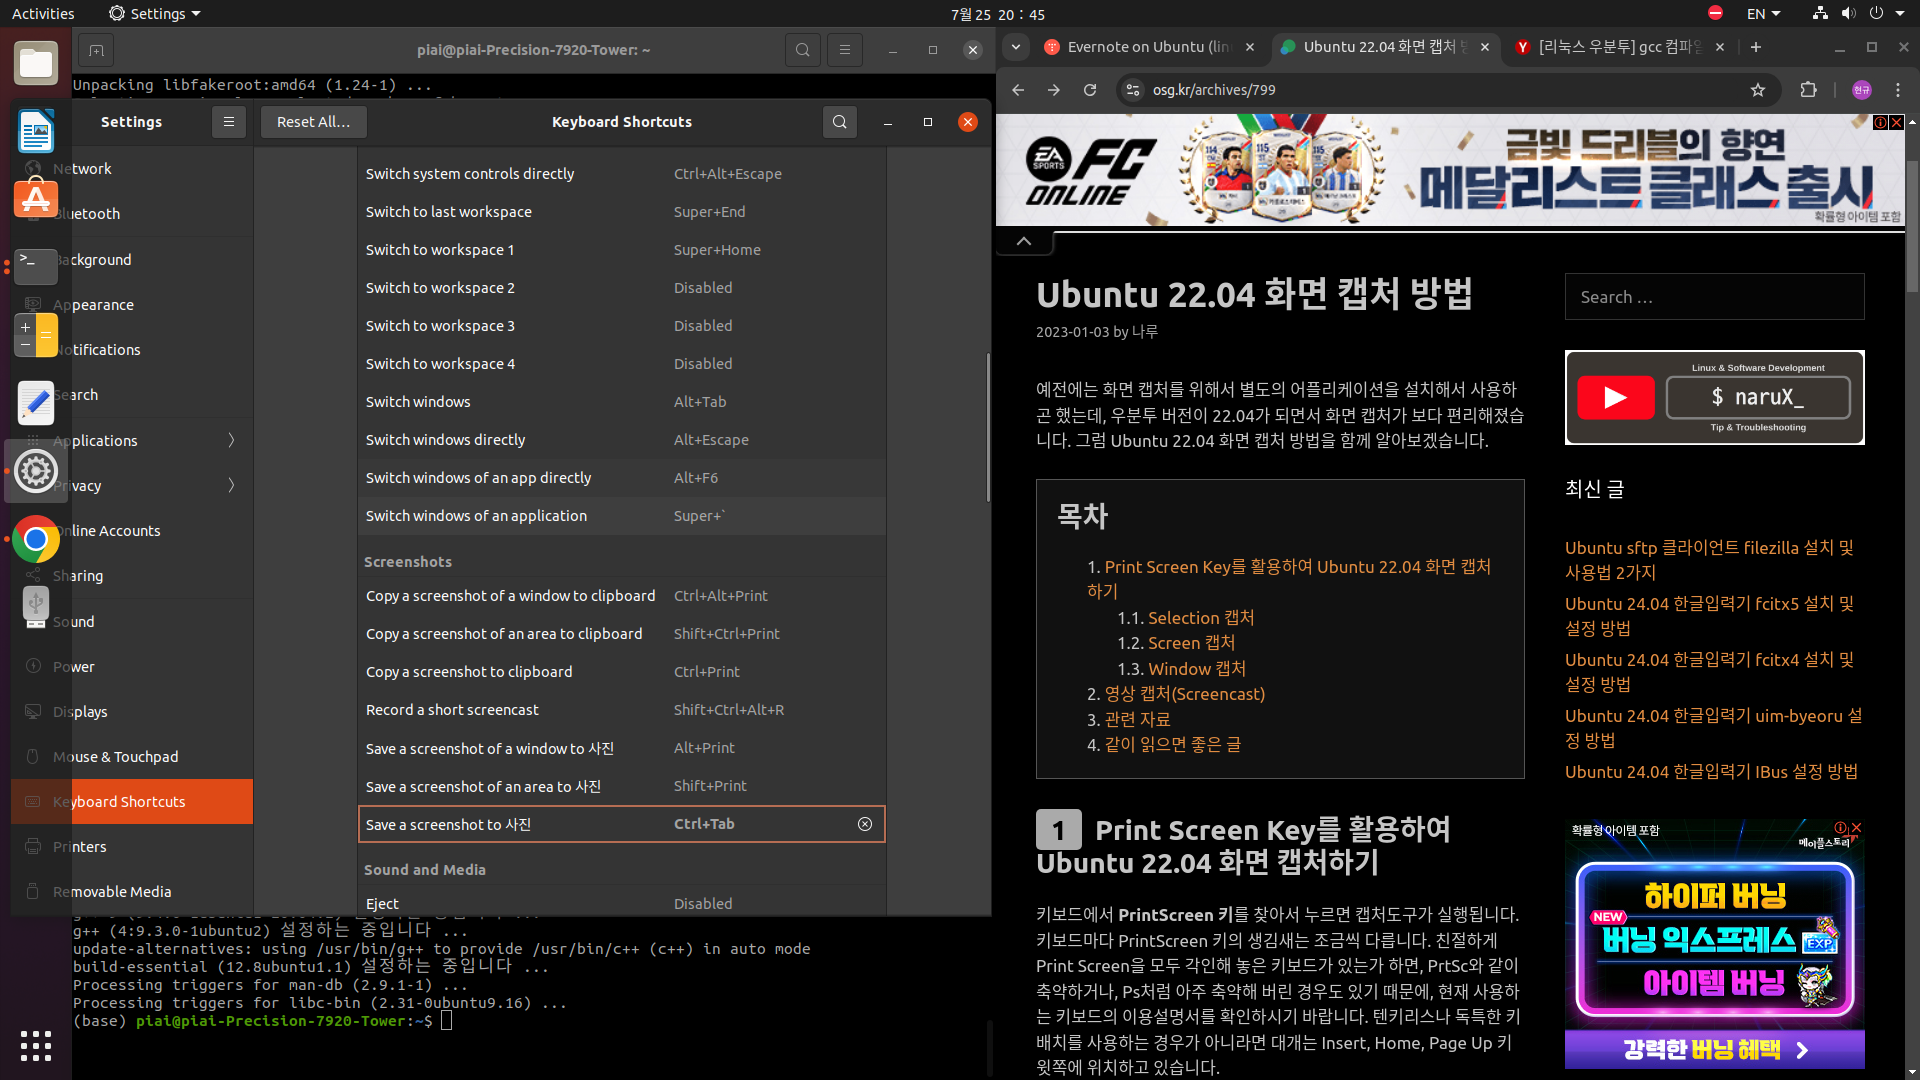 Activities
Settings
7월 25 20 : 45
EN
piai@piai-Precision-7920-Tower: ~
Unpacking libfakeroot:amd64 (1.24-1) ...
Settings
Reset All...
Keyboard Shortcuts
Network
Bluetooth
Background
Appearance
Notifications
Search
Applications
Privacy
Online Accounts
Sharing
Sound
Power
Displays
Mouse & Touchpad
Keyboard Shortcuts
Printers
Removable Media
Switch system controls directly Ctrl+Alt+Escape
Switch to last workspace Super+End
Switch to workspace 1 Super+Home
Switch to workspace 2 Disabled
Switch to workspace 3 Disabled
Switch to workspace 4 Disabled
Switch windows Alt+Tab
Switch windows directly Alt+Escape
Switch windows of an app directly Alt+F6
Switch windows of an application Super+`
Screenshots
Copy a screenshot of a window to clipboard Ctrl+Alt+Print
Copy a screenshot of an area to clipboard Shift+Ctrl+Print
Copy a screenshot to clipboard Ctrl+Print
Record a short screencast Shift+Ctrl+Alt+R
Save a screenshot of a window to 사진 Alt+Print
Save a screenshot of an area to 사진 Shift+Print
Save a screenshot to 사진 Ctrl+Tab
Sound and Media
Eject Disabled
g++ (4:9.3.0-1ubuntu2) 설정하는 중입니다 ...
update-alternatives: using /usr/bin/g++ to provide /usr/bin/c++ (c++) in auto mode
build-essential (12.8ubuntu1.1) 설정하는 중입니다 ...
Processing triggers for man-db (2.9.1-1) ...
Processing triggers for libc-bin (2.31-0ubuntu9.16) ...
(base) piai@piai-Precision-7920-Tower:~$
Evernote on Ubuntu (lin
Ubuntu 22.04 화면 캡처 방
[리눅스 우분투] gcc 컴파일
osg.kr/archives/799
현규
EA SPORTS FC ONLINE
금빛 드리블의 향연
메달리스트 클래스 출시
확률형 아이템 포함
Ubuntu 22.04 화면 캡처 방법
2023-01-03 by 나루
예전에는 화면 캡처를 위해서 별도의 어플리케이션을 설치해서 사용하
곤 했는데, 우분투 버전이 22.04가 되면서 화면 캡처가 보다 편리해졌습
니다. 그럼 Ubuntu 22.04 화면 캡처 방법을 함께 알아보겠습니다.
목차
1. Print Screen Key를 활용하여 Ubuntu 22.04 화면 캡처
하기
1.1. Selection 캡처
1.2. Screen 캡처
1.3. Window 캡처
2. 영상 캡처(Screencast)
3. 관련 자료
4. 같이 읽으면 좋은 글
1 Print Screen Key를 활용하여
Ubuntu 22.04 화면 캡처하기
키보드에서 PrintScreen 키를 찾아서 누르면 캡처도구가 실행됩니다.
키보드마다 PrintScreen 키의 생김새는 조금씩 다릅니다. 친절하게
Print Screen을 모두 각인해 놓은 키보드가 있는가 하면, PrtSc와 같이
축약하거나, Ps처럼 아주 축약해 버린 경우도 있기 때문에, 현재 사용하
는 키보드의 이용설명서를 확인하시기 바랍니다. 텐키리스나 독특한 키
배치를 사용하는 경우가 아니라면 대개는 Insert, Home, Page Up 키
윗쪽에 위치하고 있습니다.
Search …
Linux & Software Development
$ naruX_
Tip & Troubleshooting
최신 글
Ubuntu sftp 클라이언트 filezilla 설치 및
사용법 2가지
Ubuntu 24.04 한글입력기 fcitx5 설치 및
설정 방법
Ubuntu 24.04 한글입력기 fcitx4 설치 및
설정 방법
Ubuntu 24.04 한글입력기 uim-byeoru 설
정 방법
Ubuntu 24.04 한글입력기 IBus 설정 방법
확률형 아이템 포함
메이플스토리
하이퍼 버닝
NEW
버닝 익스프레스 EXP
아이템 버닝
강력한 버닝 혜택